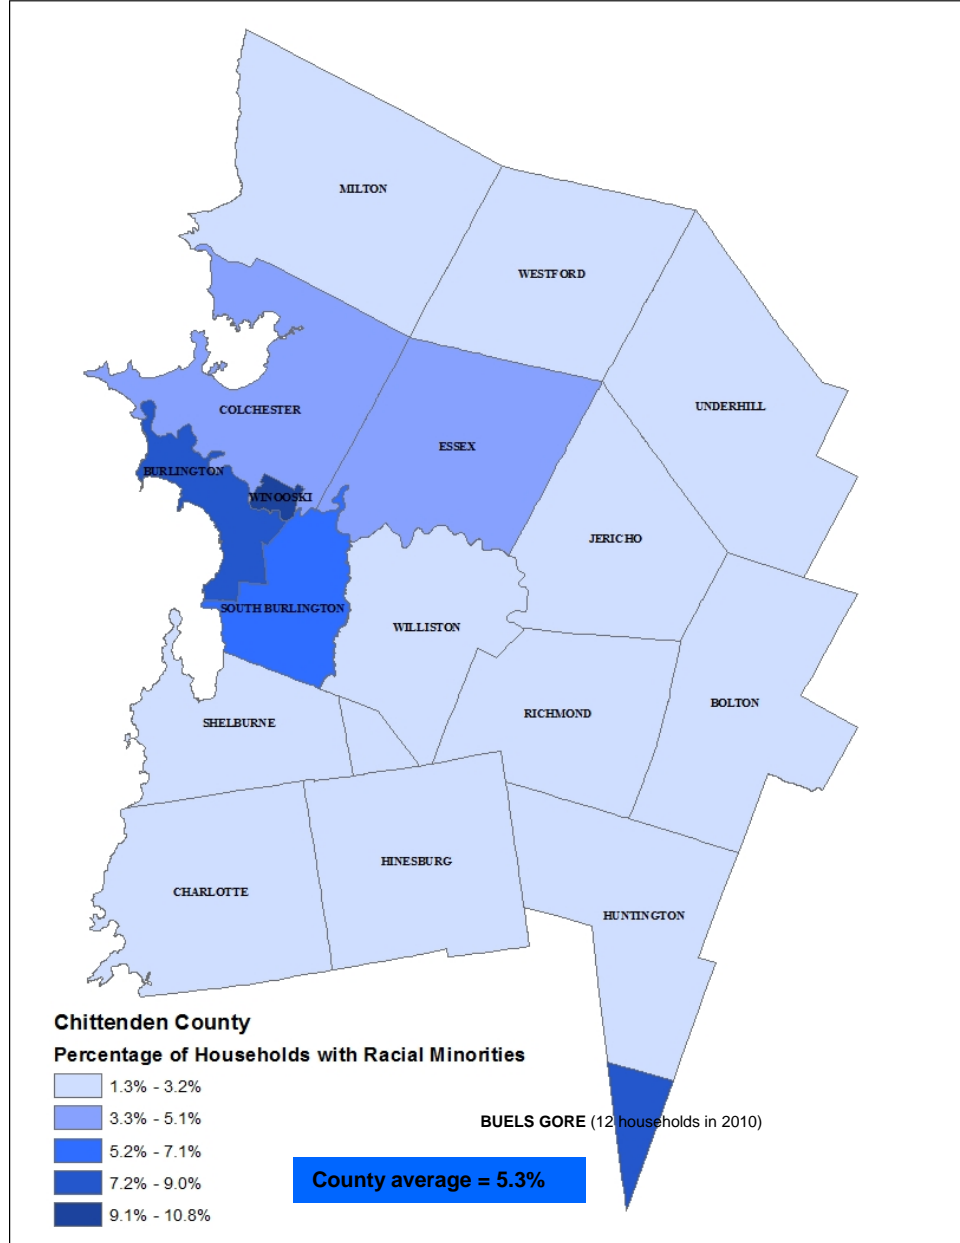 MILTON
WESTFORD
UNDERHILL
COLCHESTER
ESSEX
BURLINGTON
WINOOSKI
JERICHO
SOUTH BURLINGTON
WILLISTON
BOLTON
RICHMOND
SHELBURNE
HINESBURG
CHARLOTTE
HUNTINGTON
Chittenden County
Percentage of Households with Racial Minorities
1.3% - 3.2%
3.3% - 5.1%
BUELS GORE (12 households in 2010)
5.2% - 7.1%
7.2% - 9.0%
County average = 5.3%
9.1% - 10.8%